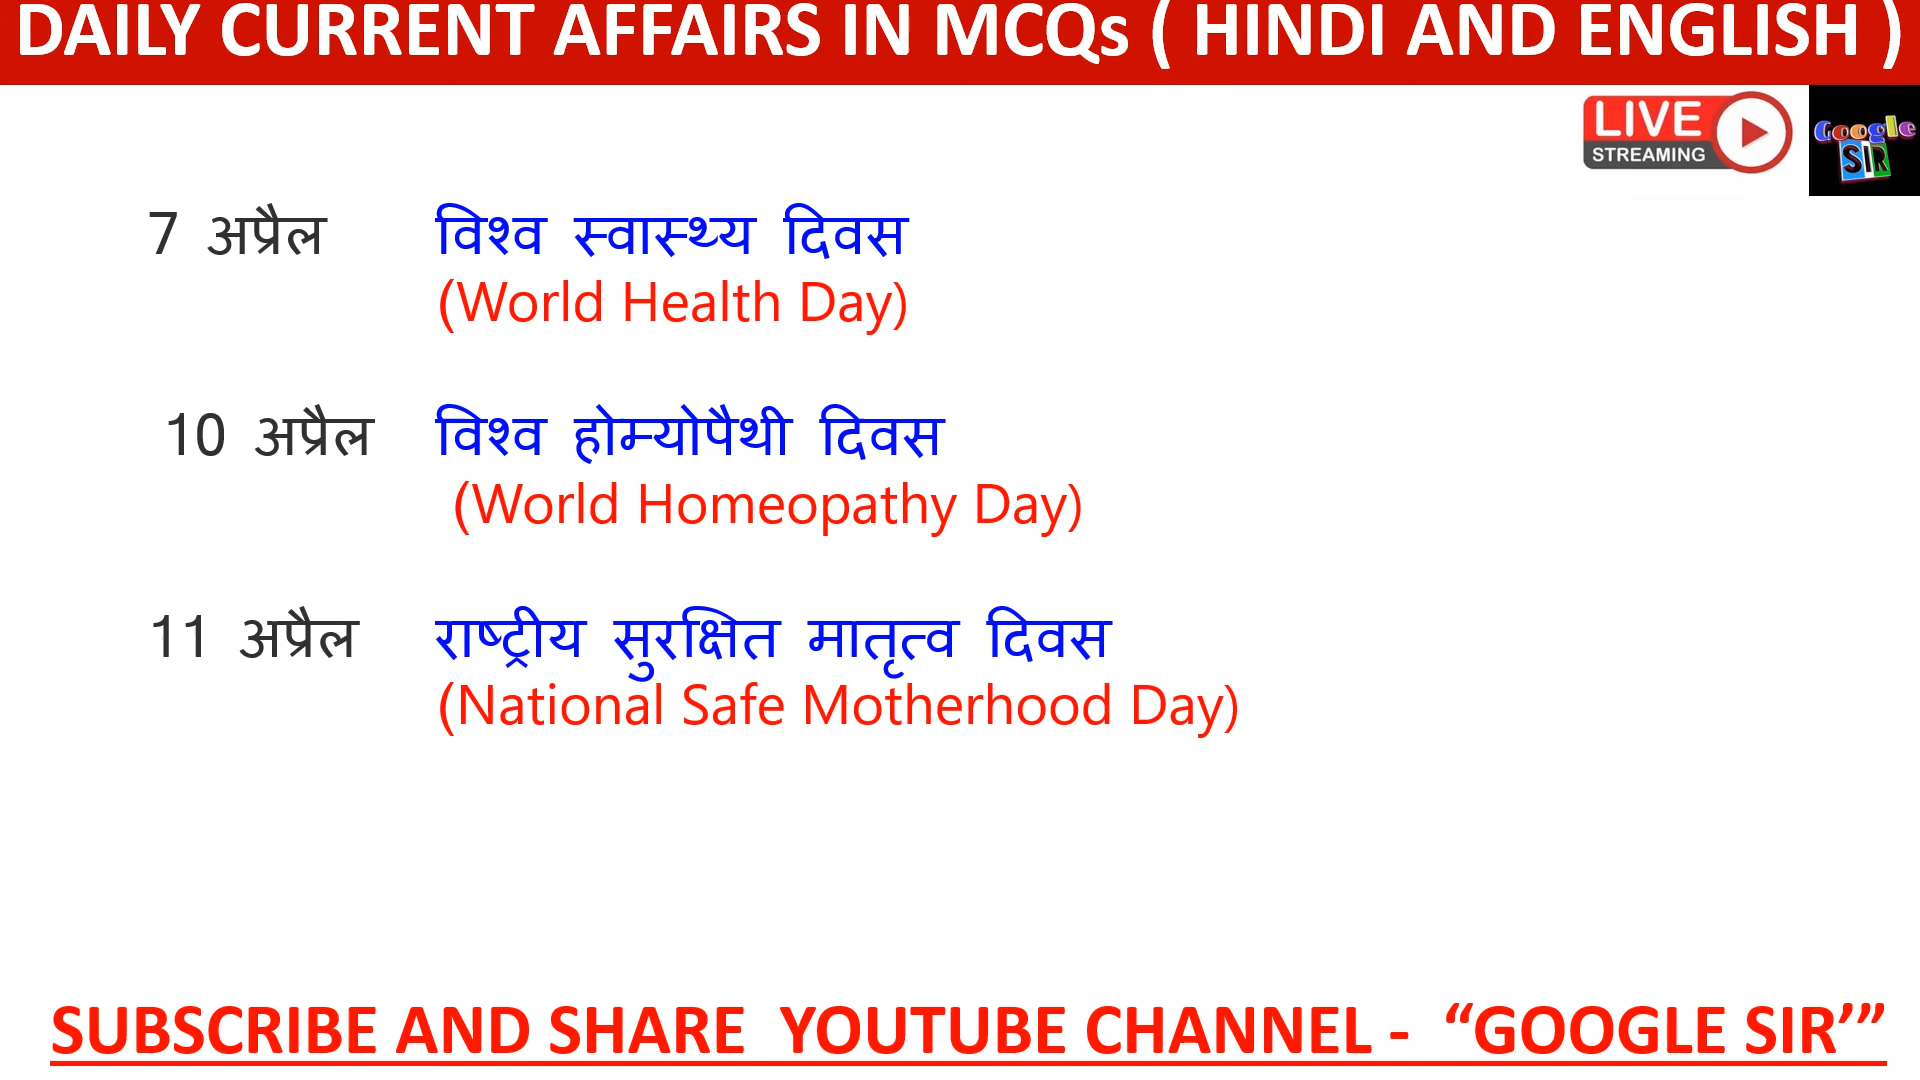 DAILY CURRENT AFFAIRS IN MCQs ( HINDI AND ENGLISH )
LIVE
STREAMING
Google
SIR
7 अप्रैल विश्व स्वास्थ्य दिवस
(World Health Day)
10 अप्रैल विश्व होम्योपैथी दिवस
(World Homeopathy Day)
11 अप्रैल राष्ट्रीय सुरक्षित मातृत्व दिवस
(National Safe Motherhood Day)
SUBSCRIBE AND SHARE YOUTUBE CHANNEL - “GOOGLE SIR’”